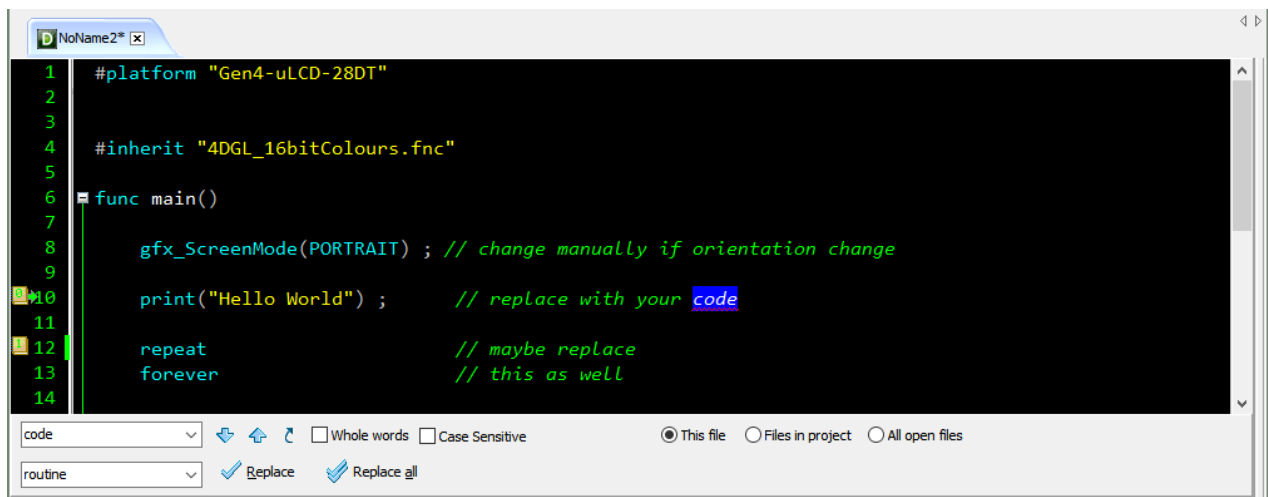 NoName2*
1 #platform "Gen4-uLCD-28DT"
2
3
4 #inherit "4DGL_16bitColours.fnc"
5
6 func main()
7
8 gfx_ScreenMode(PORTRAIT) ; // change manually if orientation change
9
0 10 print("Hello World") ; // replace with your code
11
1 12 repeat // maybe replace
13 forever // this as well
14
code Whole words Case Sensitive This file Files in project All open files
routine Replace Replace all